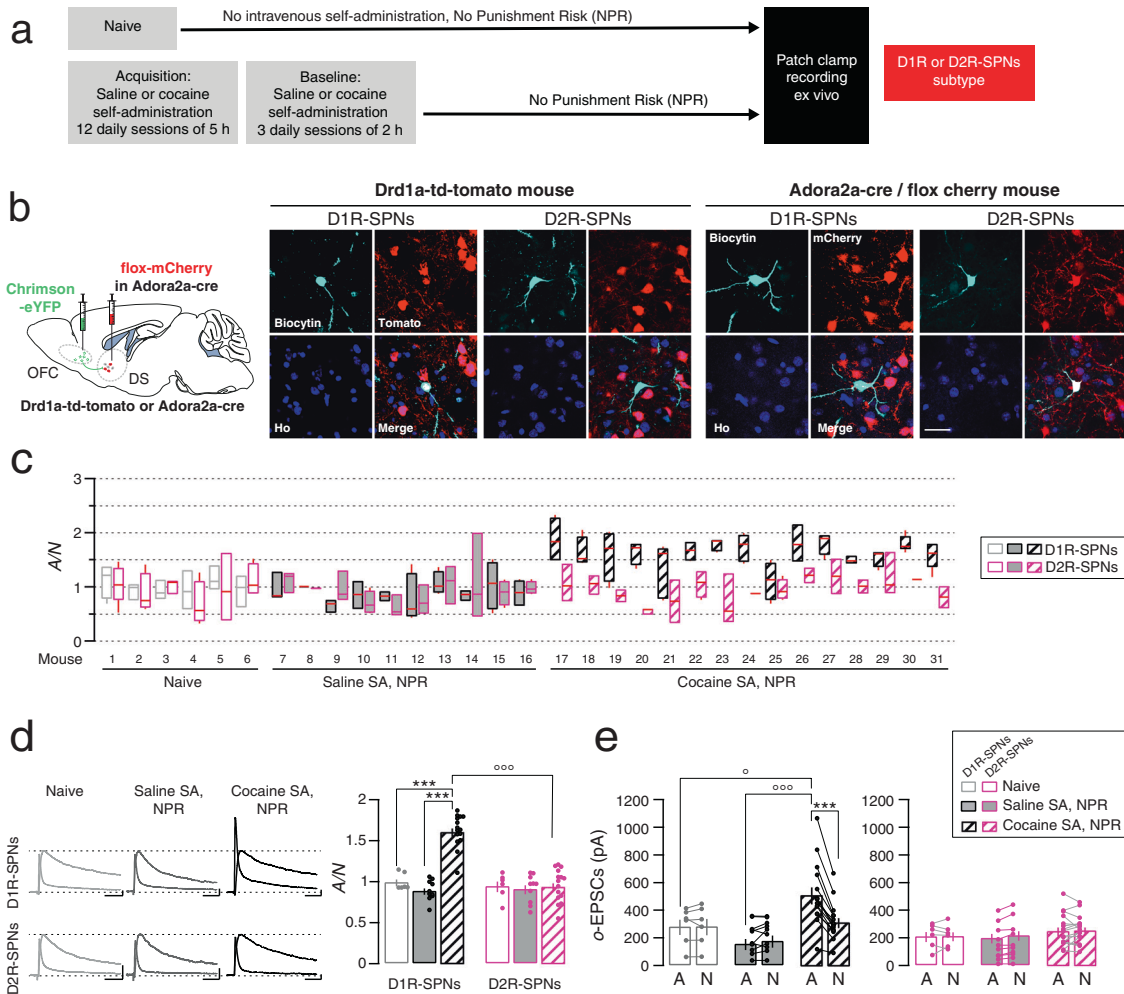 a
Naive
No intravenous self-administration, No Punishment Risk (NPR)
Acquisition:
Saline or cocaine
self-administration
12 daily sessions of 5 h
Baseline:
Saline or cocaine
self-administration
3 daily sessions of 2 h
No Punishment Risk (NPR)
Patch clamp
recording
ex vivo
D1R or D2R-SPNs
subtype
b
Drd1a-td-tomato mouse
Adora2a-cre / flox cherry mouse
D1R-SPNs
D2R-SPNs
D1R-SPNs
D2R-SPNs
flox-mCherry
in Adora2a-cre
Chrimson
-eYFP
OFC
DS
Drd1a-td-tomato or Adora2a-cre
Biocytin
Tomato
Ho
Merge
Biocytin
mCherry
Ho
Merge
c
A/N
3
2
1
0
D1R-SPNs
D2R-SPNs
Mouse
1 2 3 4 5 6 7 8 9 10 11 12 13 14 15 16 17 18 19 20 21 22 23 24 25 26 27 28 29 30 31
Naive
Saline SA, NPR
Cocaine SA, NPR
d
Naive
Saline SA,
NPR
Cocaine SA,
NPR
D1R-SPNs
D2R-SPNs
A/N
2
1
0
***
***
°°°
D1R-SPNs
D2R-SPNs
e
D1R-SPNs
D2R-SPNs
Naive
Saline SA, NPR
Cocaine SA, NPR
o-EPSCs (pA)
1200
1000
800
600
400
200
0
°
°°°
***
A N A N A N
1200
1000
800
600
400
200
0
A N A N A N